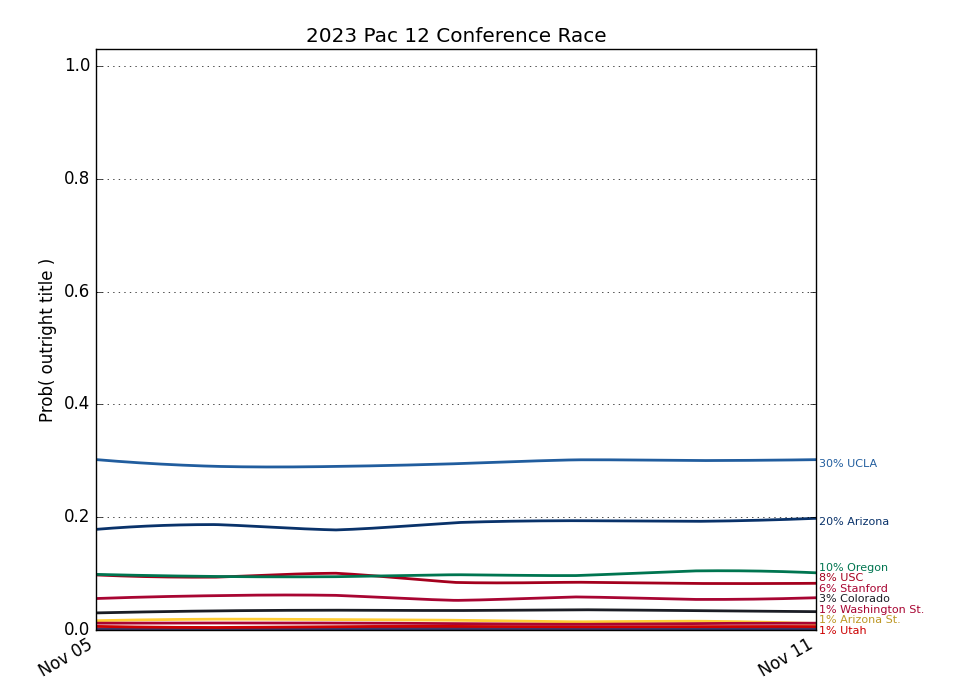 2023 Pac 12 Conference Race
Prob( outright title )
1.0
0.8
0.6
0.4
0.2
0.0
Nov 05
Nov 11
30% UCLA
20% Arizona
10% Oregon
8% USC
6% Stanford
3% Colorado
1% Washington St.
1% Arizona St.
1% Utah